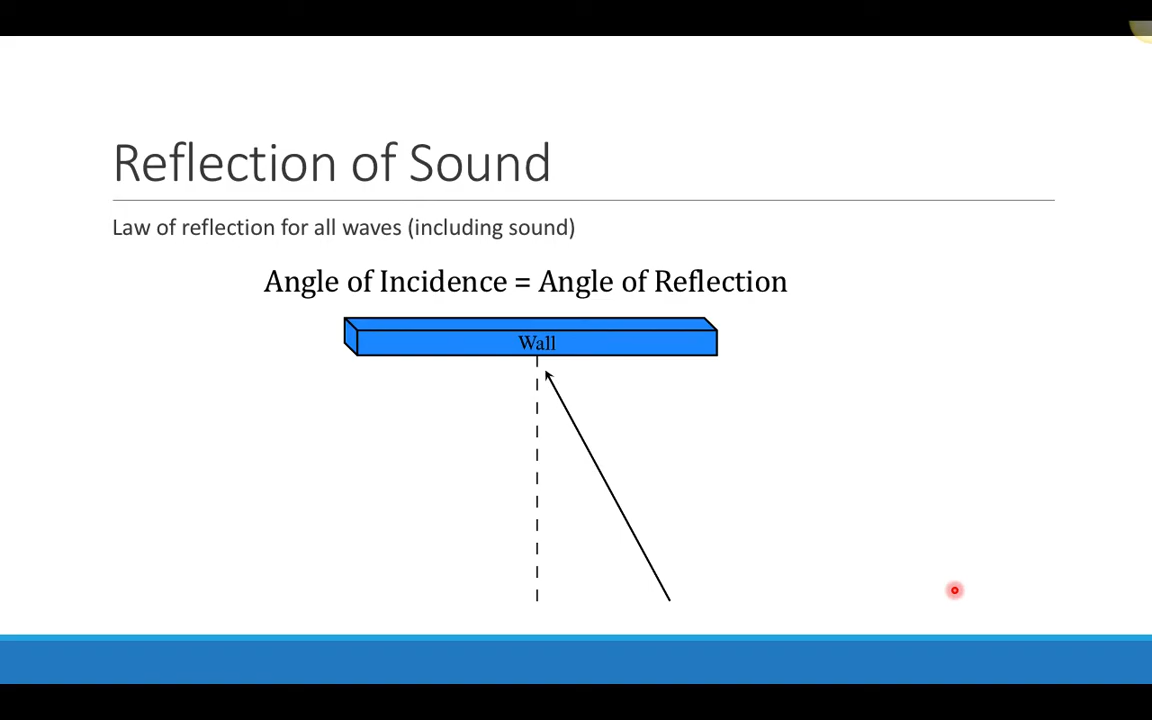 Reflection of Sound
Law of reflection for all waves (including sound)
Angle of Incidence = Angle of Reflection
Wall